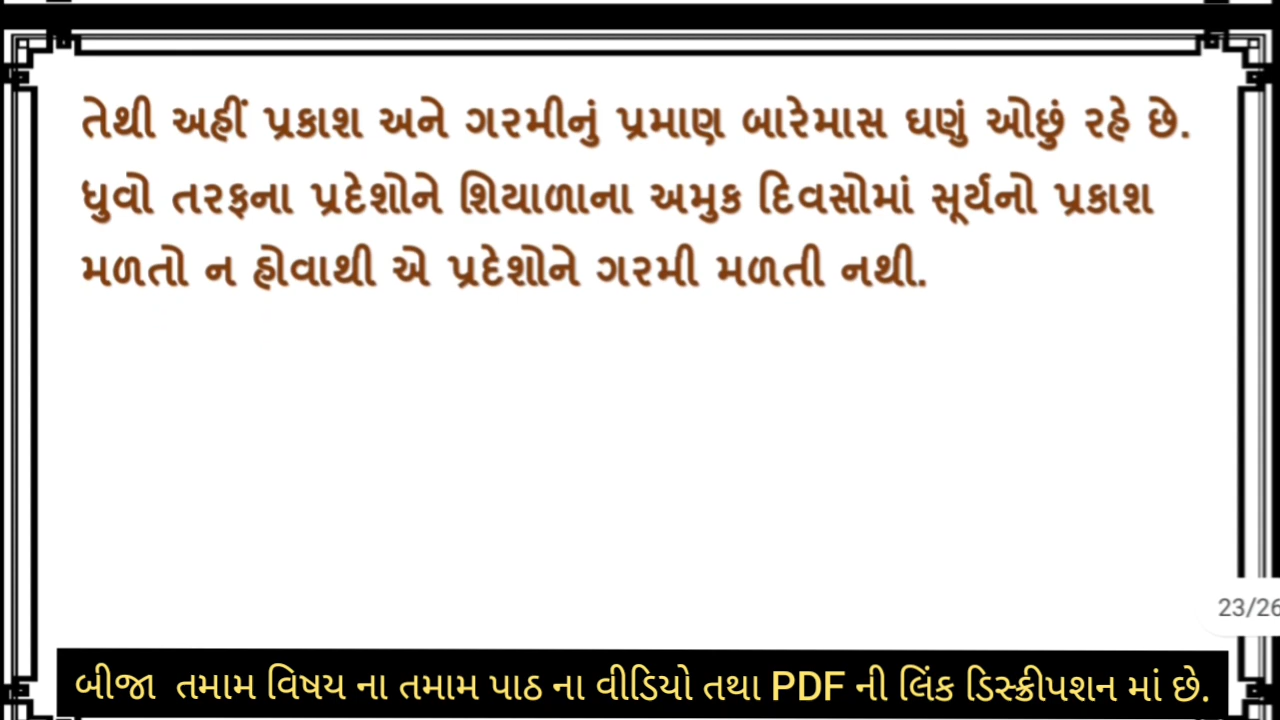 તેથી અહીં પ્રકાશ અને ગરમીનું પ્રમાણ બારેમાસ ઘણું ઓછું રહે છે.
ધુવો તરફના પ્રદેશોને શિયાળાના અમુક દિવસોમાં સૂર્યનો પ્રકાશ
મળતો ન હોવાથી એ પ્રદેશોને ગરમી મળતી નથી.
23/26
બીજા તમામ વિષય ના તમામ પાઠ ના વીડિયો તથા PDF ની લિંક ડિસ્ક્રીપશન માં છે.